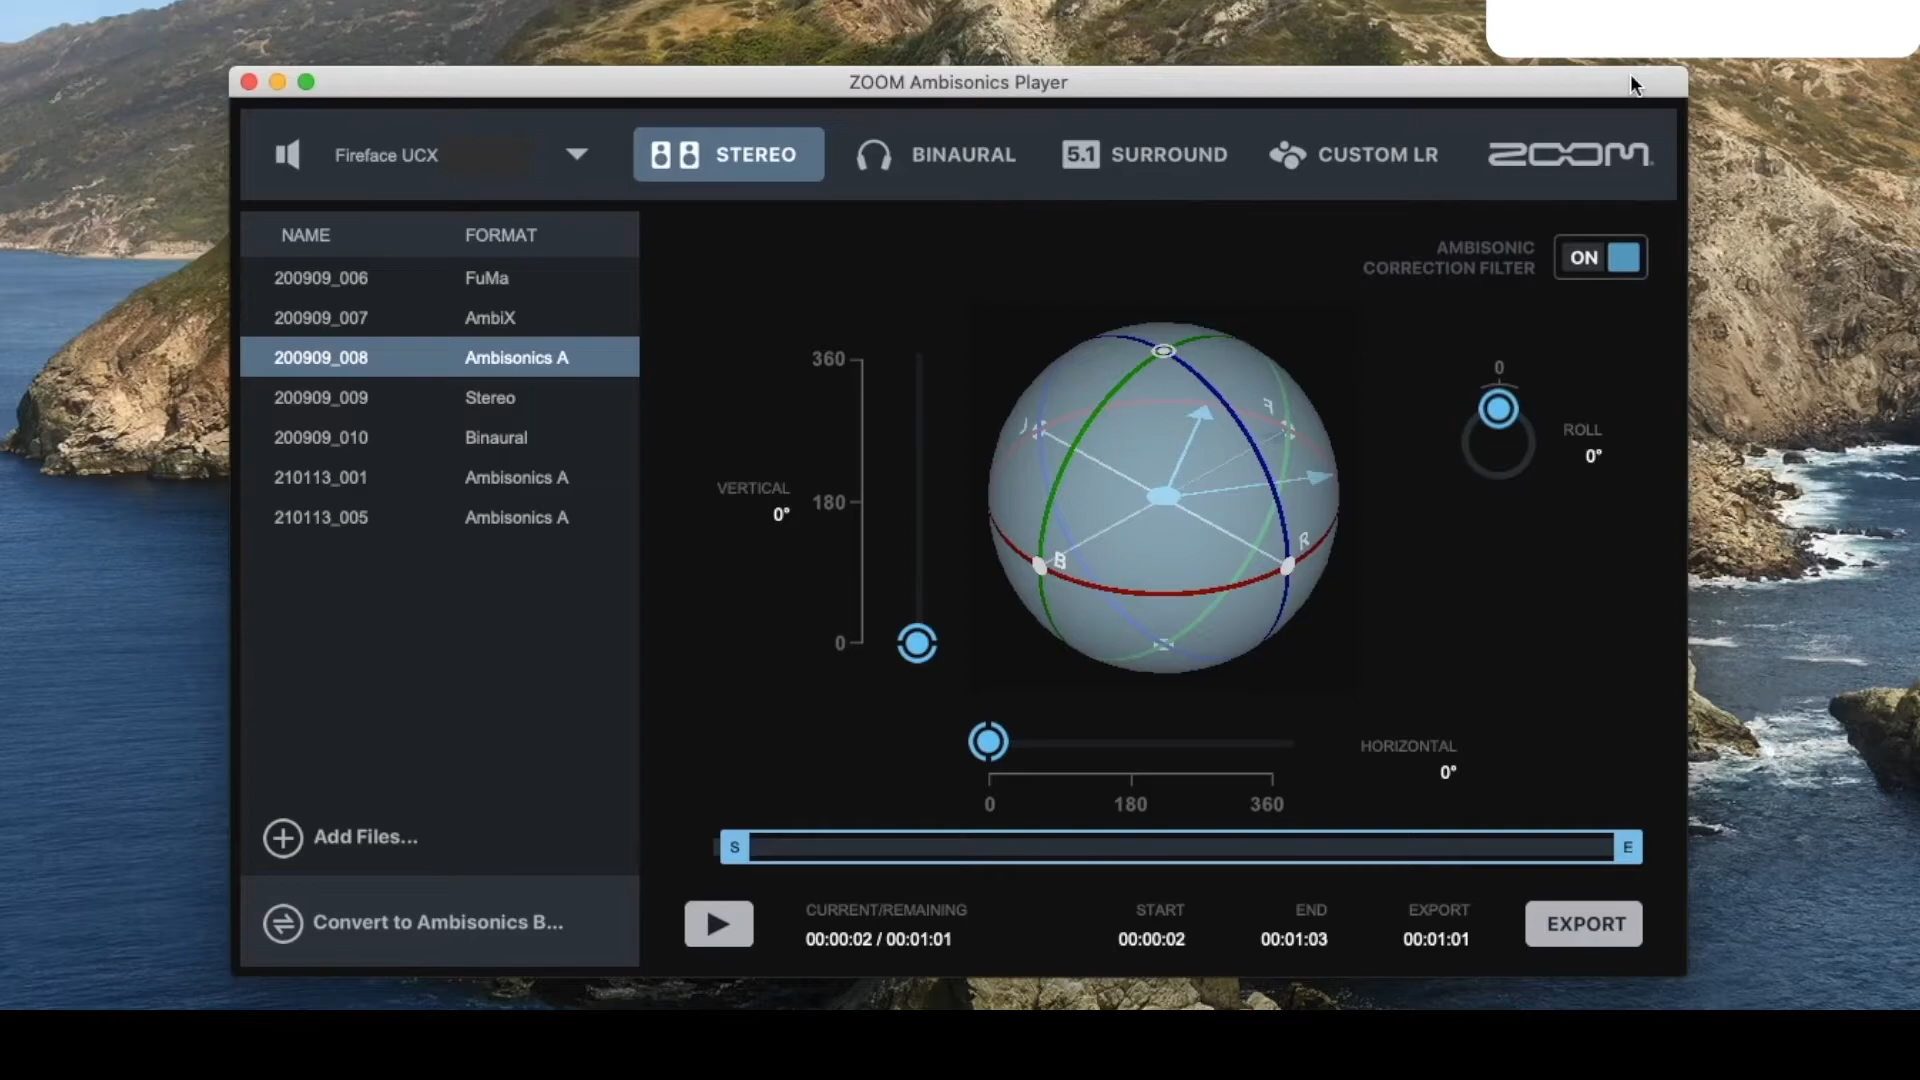 ZOOM Ambisonics Player
Fireface UCX
STEREO
BINAURAL
5.1 SURROUND
CUSTOM LR
ZOOM
NAME FORMAT
200909_006 FuMa
200909_007 AmbiX
200909_008 Ambisonics A
200909_009 Stereo
200909_010 Binaural
210113_001 Ambisonics A
210113_005 Ambisonics A
Add Files...
Convert to Ambisonics B...
AMBISONIC
CORRECTION FILTER
ON
360
VERTICAL
180
0°
0
F
L
B
R
0
ROLL
0°
HORIZONTAL
0°
0 180 360
S E
CURRENT/REMAINING START END EXPORT
00:00:02 / 00:01:01 00:00:02 00:01:03 00:01:01
EXPORT